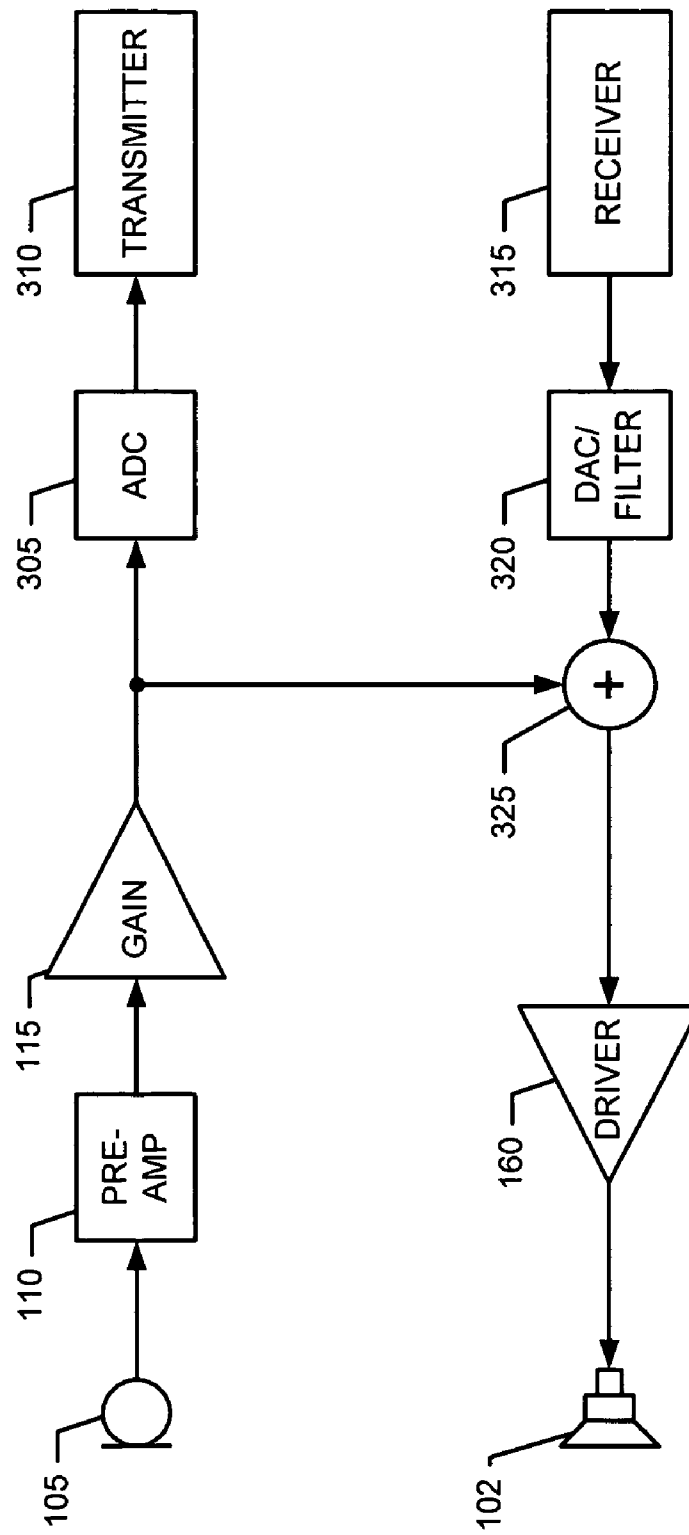 105
110
PRE-
AMP
115
GAIN
305
ADC
310
TRANSMITTER
102
160
DRIVER
325
+
320
DAC/
FILTER
315
RECEIVER